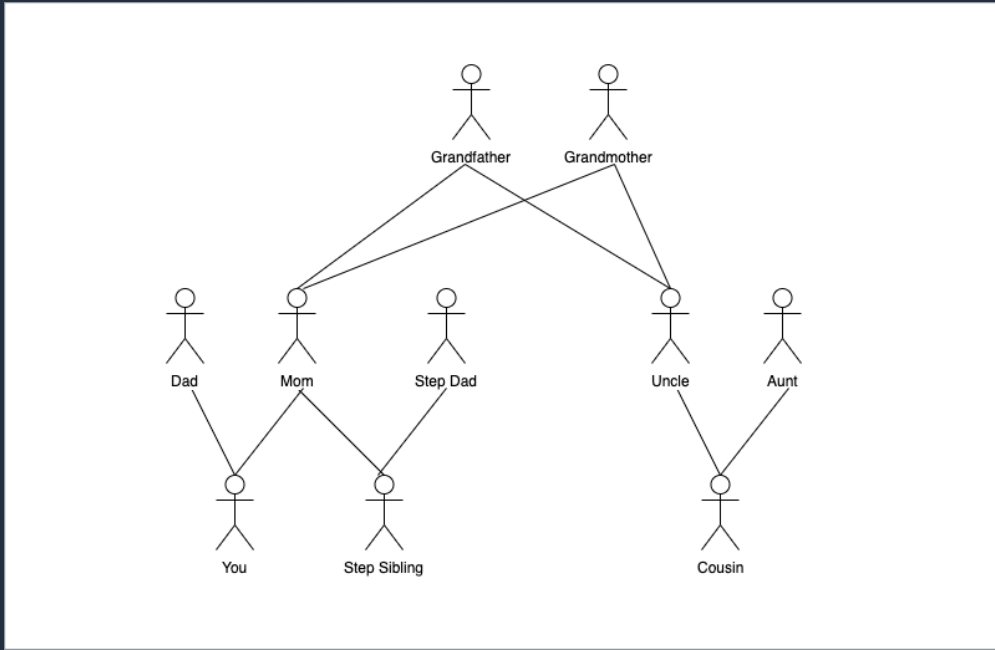 Grandfather
Grandmother
Dad
Mom
Step Dad
Uncle
Aunt
You
Step Sibling
Cousin